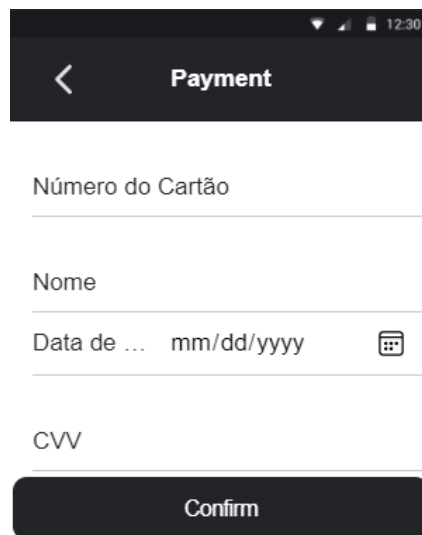 12:30
Payment
Número do Cartão
Nome
Data de ... mm/dd/yyyy
CVV
Confirm